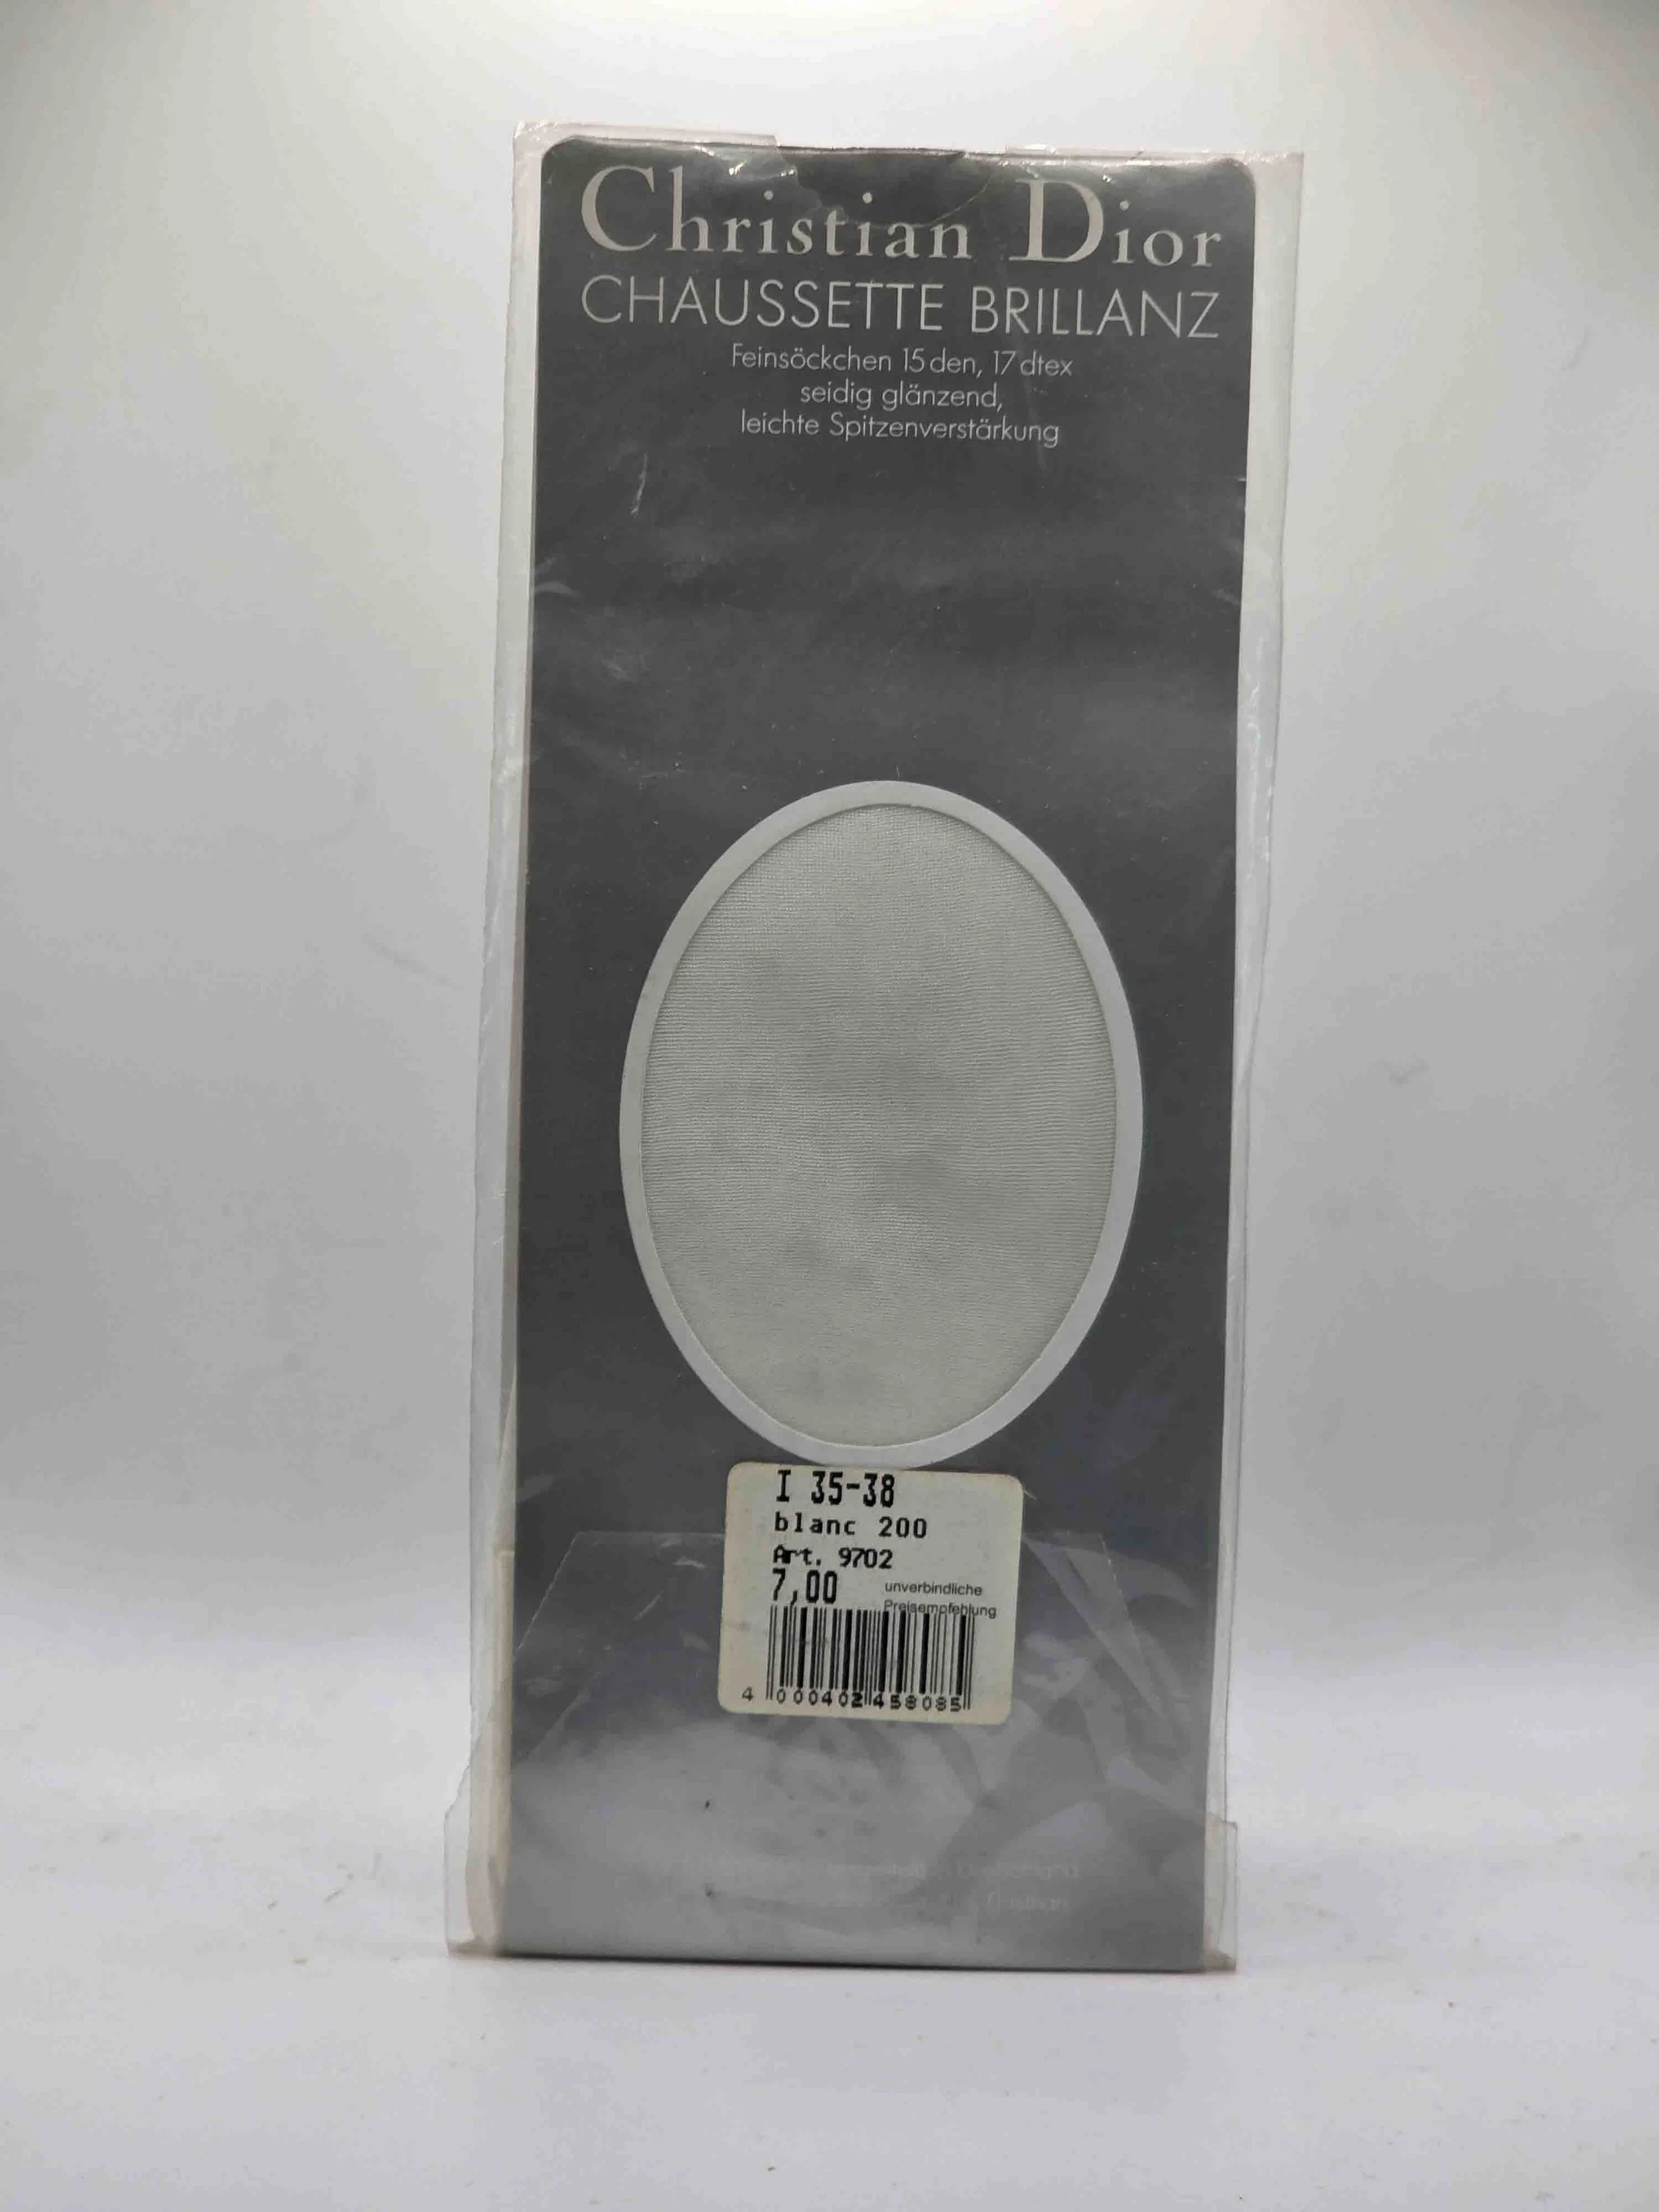 Christian Dior
CHAUSSETTE BRILLANZ
Feinsöckchen 15 den, 17 dtex
seidig glänzend,
leichte Spitzenverstärkung
I 35-38
blanc 200
Art. 9702
7,00 unverbindliche
Preisempfehlung
4 000402 458085